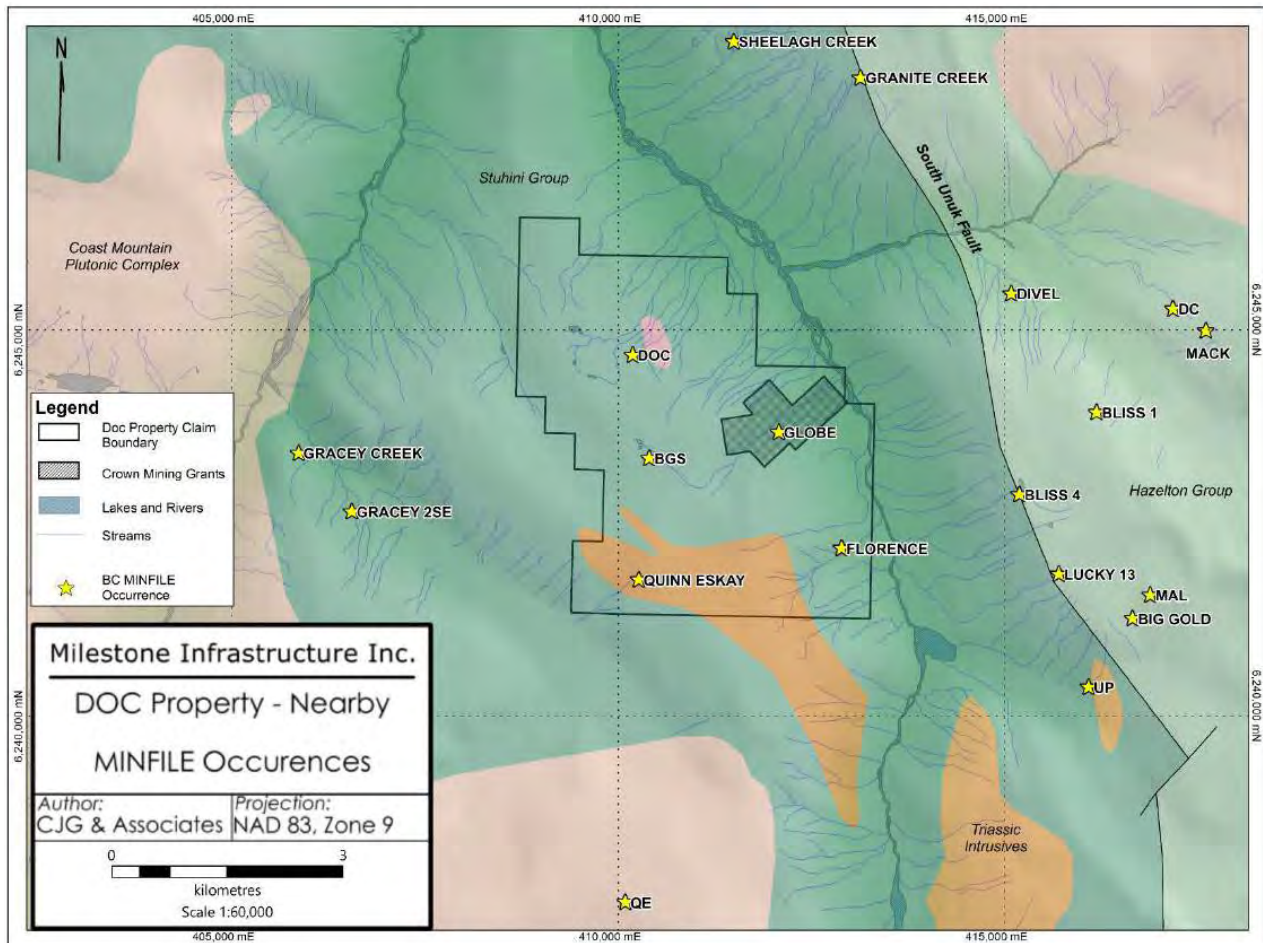 405,000 mE
410,000 mE
415,000 mE
N
SHEELAGH CREEK
GRANITE CREEK
South Unuk Fault
Stuhini Group
Coast Mountain
Plutonic Complex
DIVEL
DC
MACK
6,245,000 mN
6,245,000 mN
DOC
BLISS 1
GLOBE
GRACEY CREEK
BGS
BLISS 4
Hazelton Group
GRACEY 2SE
FLORENCE
QUINN ESKAY
LUCKY 13
MAL
BIG GOLD
UP
6,240,000 mN
6,240,000 mN
Triassic
Intrusives
QE
Legend
Doc Property Claim
Boundary
Crown Mining Grants
Lakes and Rivers
Streams
BC MINFILE
Occurrence
Milestone Infrastructure Inc.
DOC Property - Nearby
MINFILE Occurences
Author:
CJG & Associates
Projection:
NAD 83, Zone 9
0 3
kilometres
Scale 1:60,000
405,000 mE
410,000 mE
415,000 mE